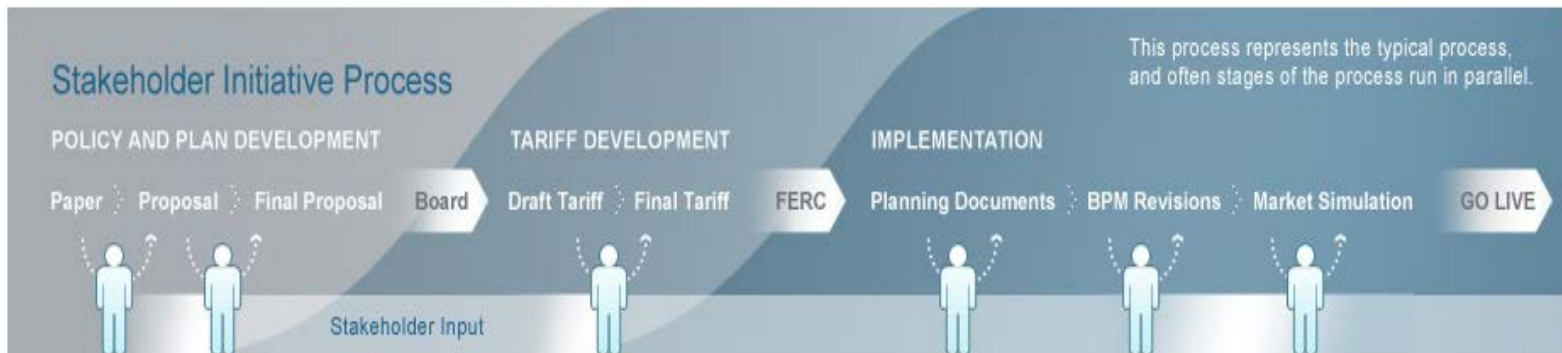 This process represents the typical process,
and often stages of the process run in parallel.
Stakeholder Initiative Process
POLICY AND PLAN DEVELOPMENT TARIFF DEVELOPMENT IMPLEMENTATION
Paper Proposal Final Proposal Board Draft Tariff Final Tariff FERC Planning Documents BPM Revisions Market Simulation GO LIVE
Stakeholder Input